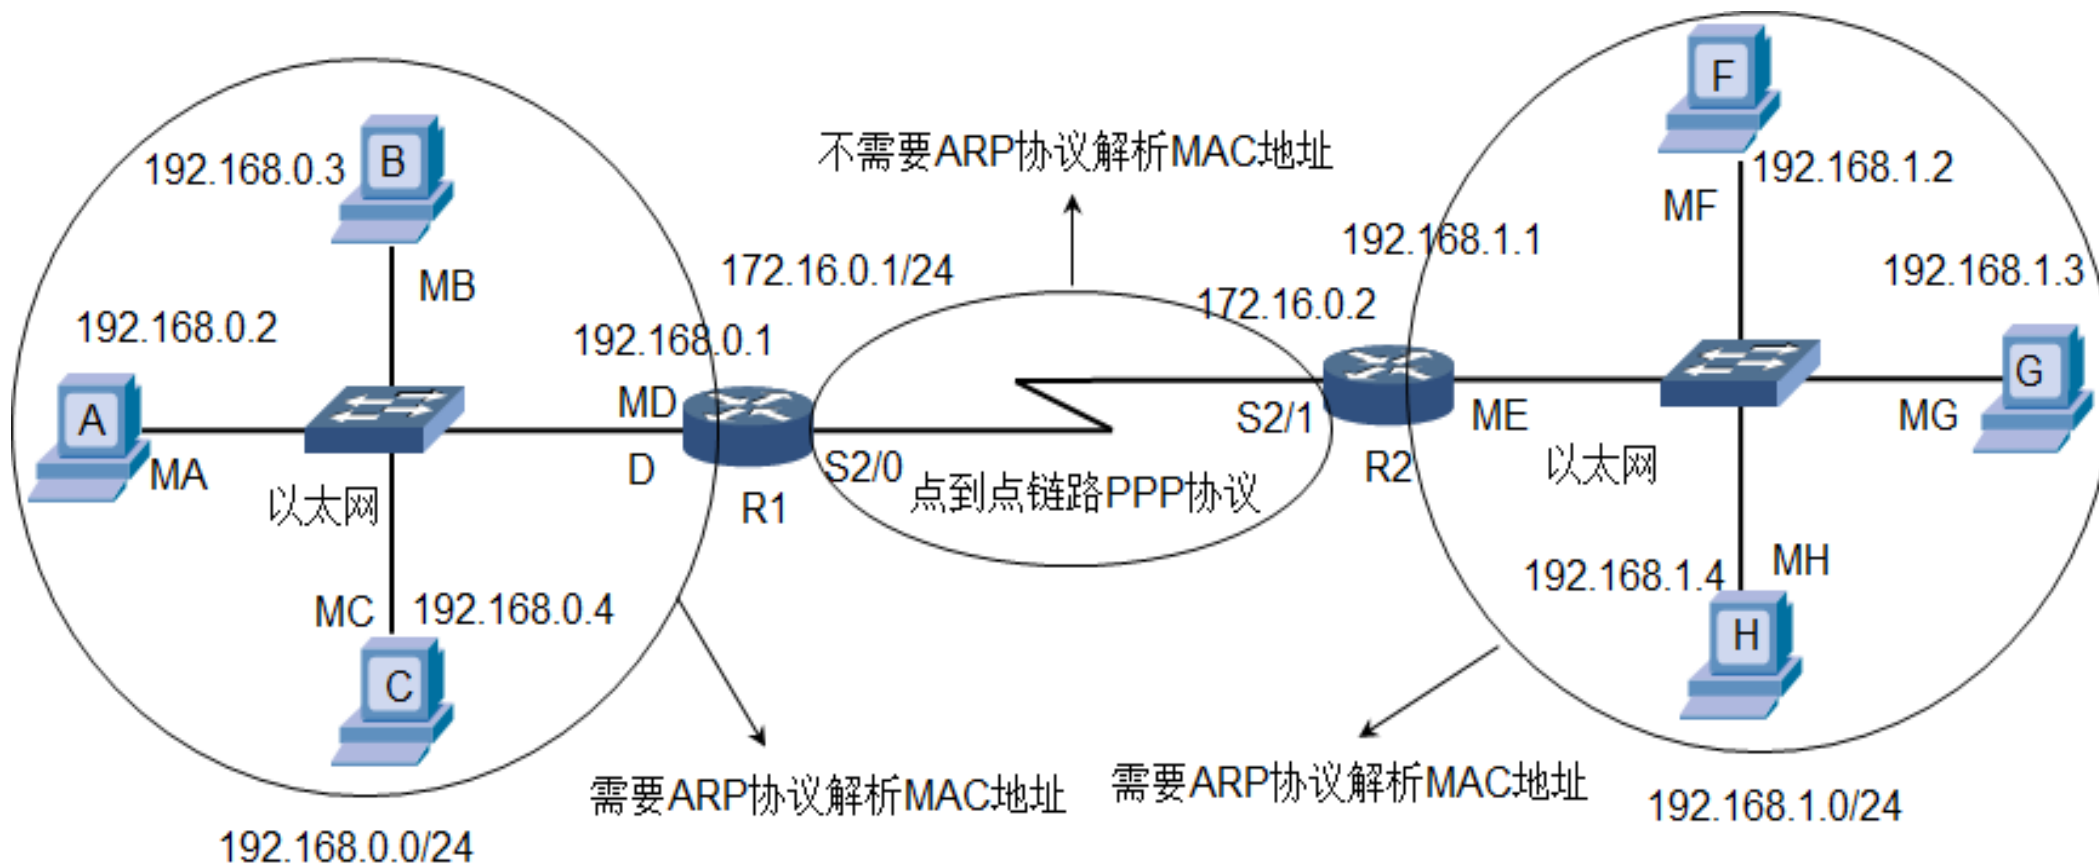 F
不需要ARP协议解析MAC地址
B
192.168.0.3
192.168.1.2
MF
192.168.1.1
172.16.0.1/24
192.168.1.3
MB
172.16.0.2
192.168.0.2
192.168.0.1
G
MD
A
S2/1
ME
MG
MA
D
S2/0
R2
以太网
以太网
R1
点到点链路PPP协议
192.168.1.4
MH
MC
192.168.0.4
H
C
需要ARP协议解析MAC地址
需要ARP协议解析MAC地址
192.168.1.0/24
192.168.0.0/24